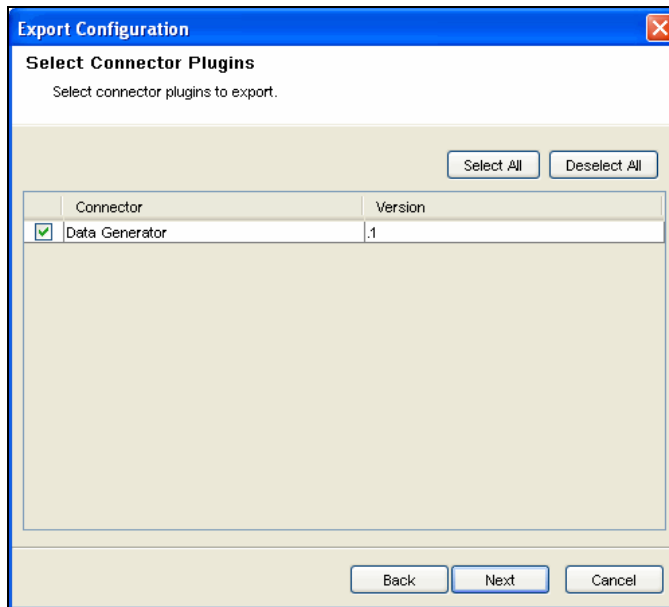 Export Configuration
Select Connector Plugins
Select connector plugins to export.
Select All Deselect All
Connector Version
Data Generator .1
Back Next Cancel